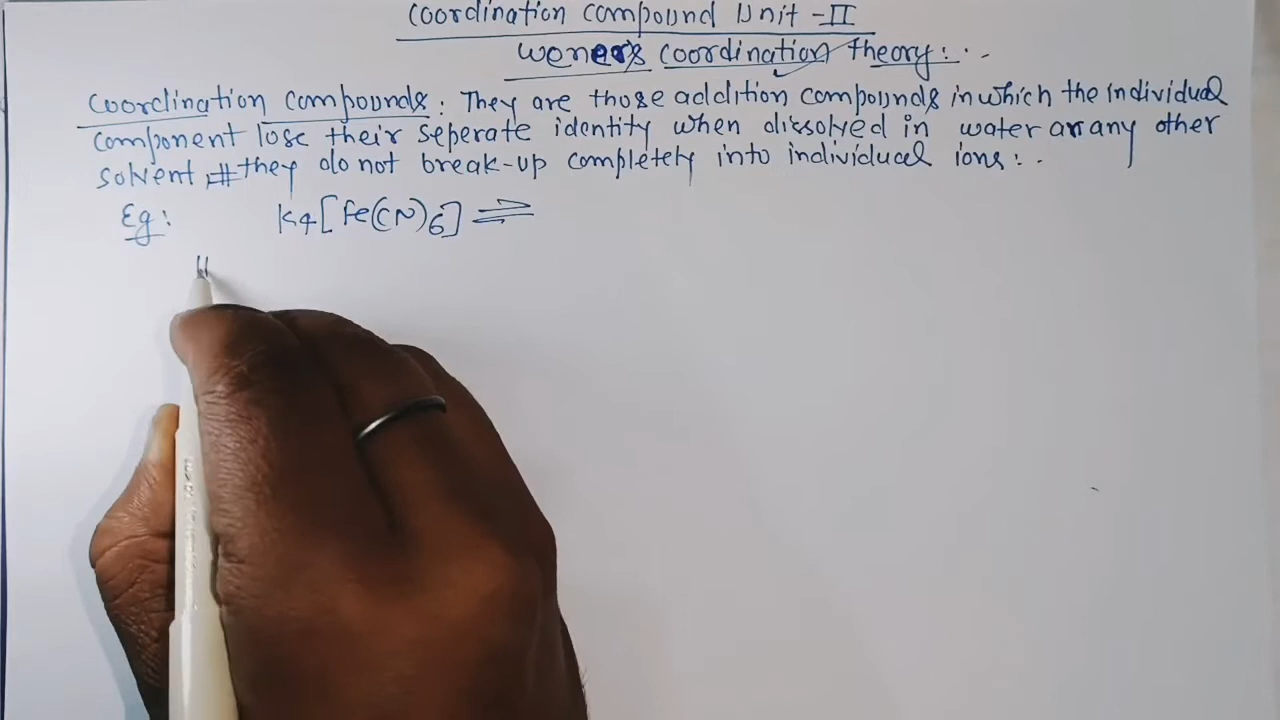 Coordination Compound Unit-II
Werner's Coordination Theory:-
Coordination Compounds: They are those addition compounds in which the individual
component lose their seperate identity when dissolved in water or any other
solvent, they do not break-up completely into individual ions:-
Eg: K4[Fe(CN)6] ⇌